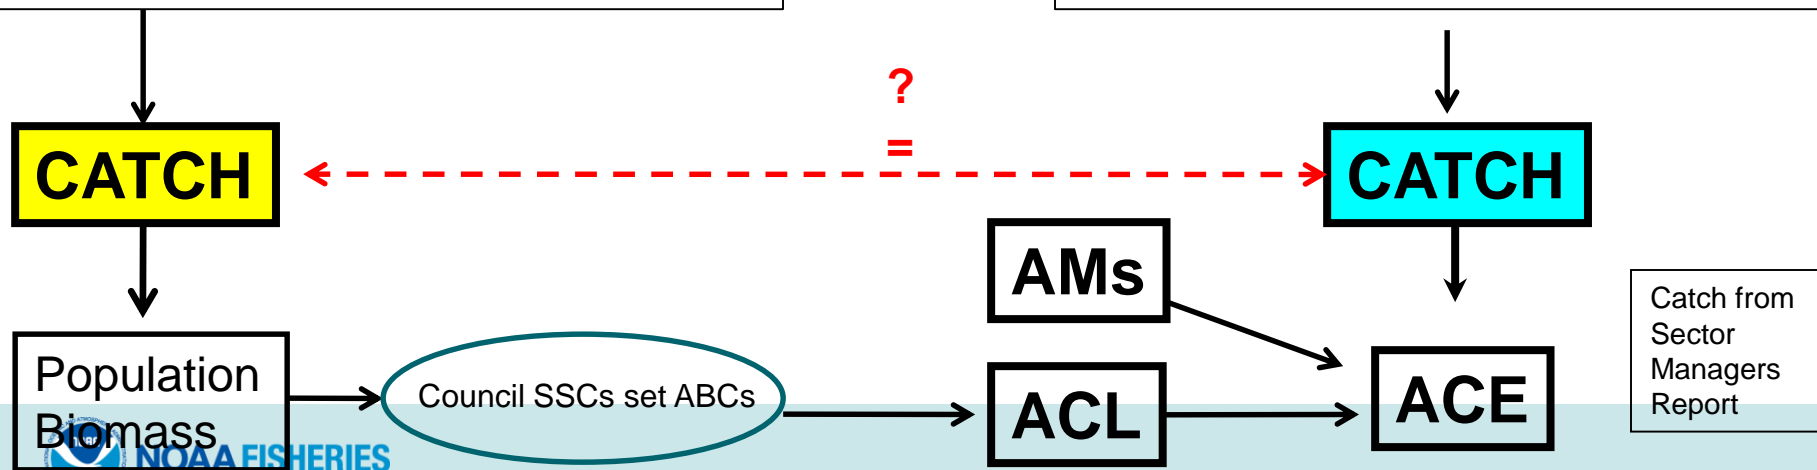 ?
=
CATCH
CATCH
AMs
Catch from
Sector
Managers
Report
Population
Biomass
Council SSCs set ABCs
ACL
ACE
NOAA FISHERIES